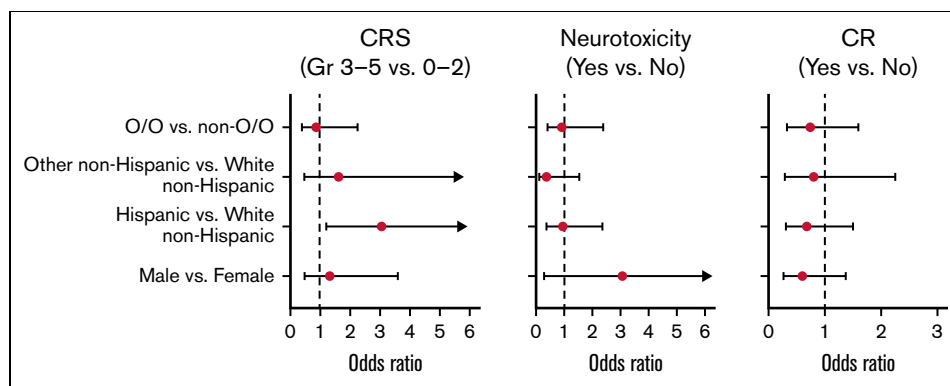 CRS
(Gr 3–5 vs. 0–2)
Neurotoxicity
(Yes vs. No)
CR
(Yes vs. No)
O/O vs. non-O/O
Other non-Hispanic vs. White
non-Hispanic
Hispanic vs. White
non-Hispanic
Male vs. Female
0 1 2 3 4 5 6
0 1 2 3 4 5 6
0 1 2 3
Odds ratio
Odds ratio
Odds ratio